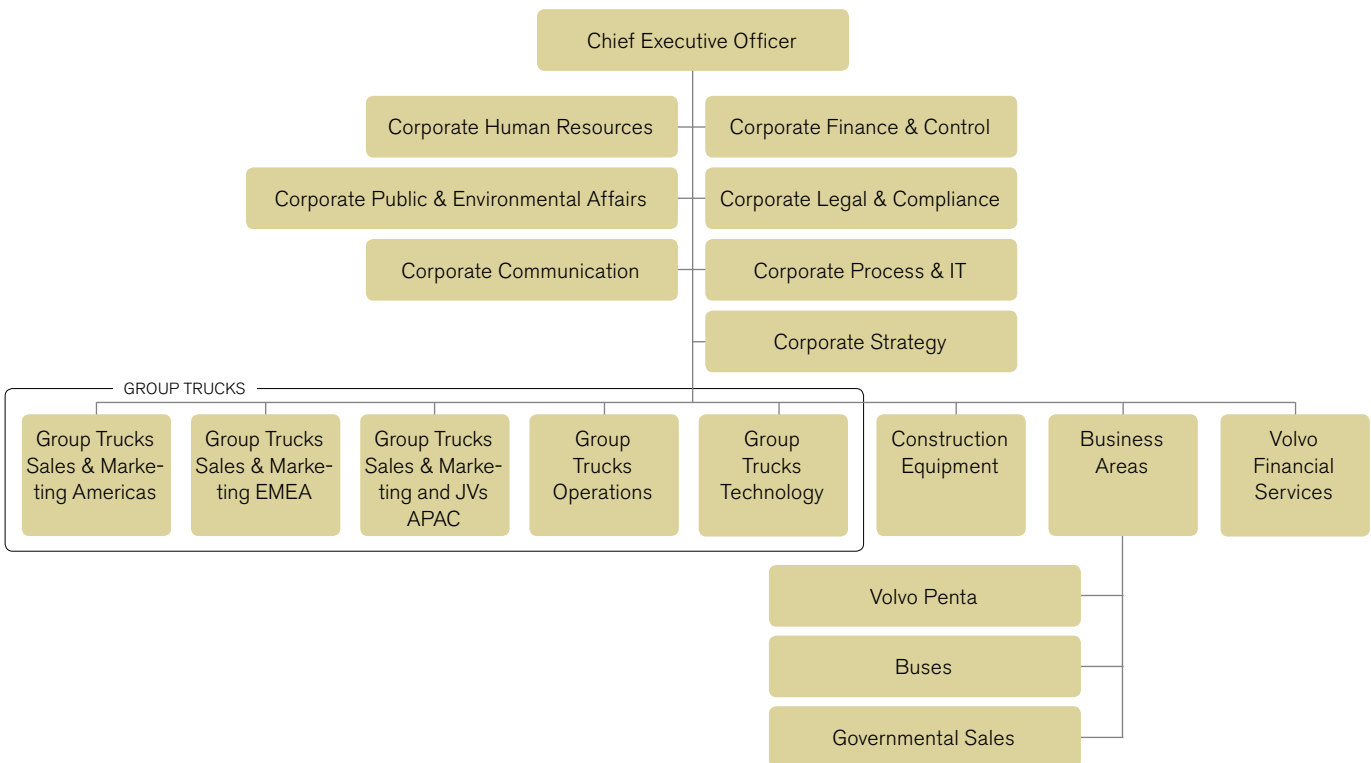 Chief Executive Officer
Corporate Human Resources
Corporate Finance & Control
Corporate Public & Environmental Affairs
Corporate Legal & Compliance
Corporate Communication
Corporate Process & IT
Corporate Strategy
GROUP TRUCKS
Group Trucks
Sales & Marke-
ting Americas
Group Trucks
Sales & Marke-
ting EMEA
Group Trucks
Sales & Marke-
ting and JVs
APAC
Group
Trucks
Operations
Group
Trucks
Technology
Construction
Equipment
Business
Areas
Volvo
Financial
Services
Volvo Penta
Buses
Governmental Sales